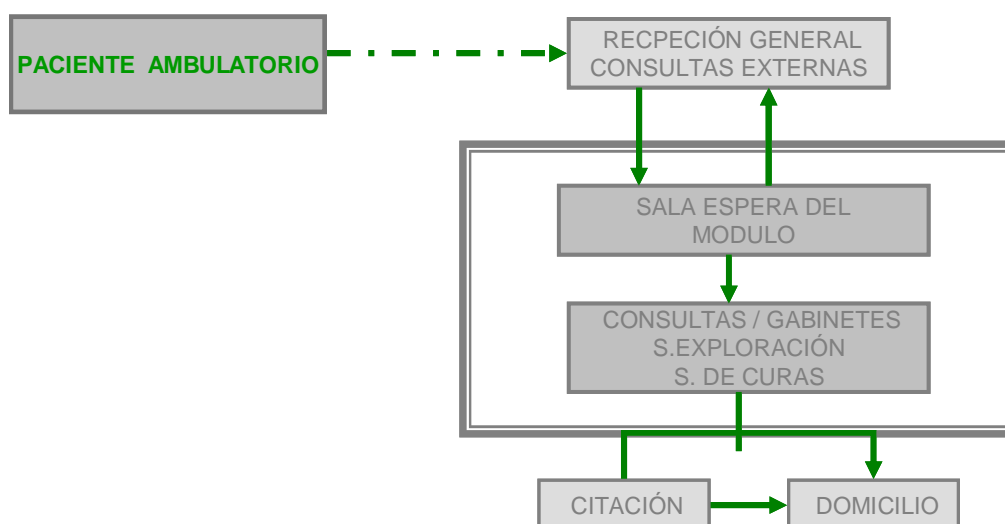 PACIENTE AMBULATORIO
RECPECIÓN GENERAL
CONSULTAS EXTERNAS
SALA ESPERA DEL
MODULO
CONSULTAS / GABINETES
S.EXPLORACIÓN
S. DE CURAS
CITACIÓN
DOMICILIO